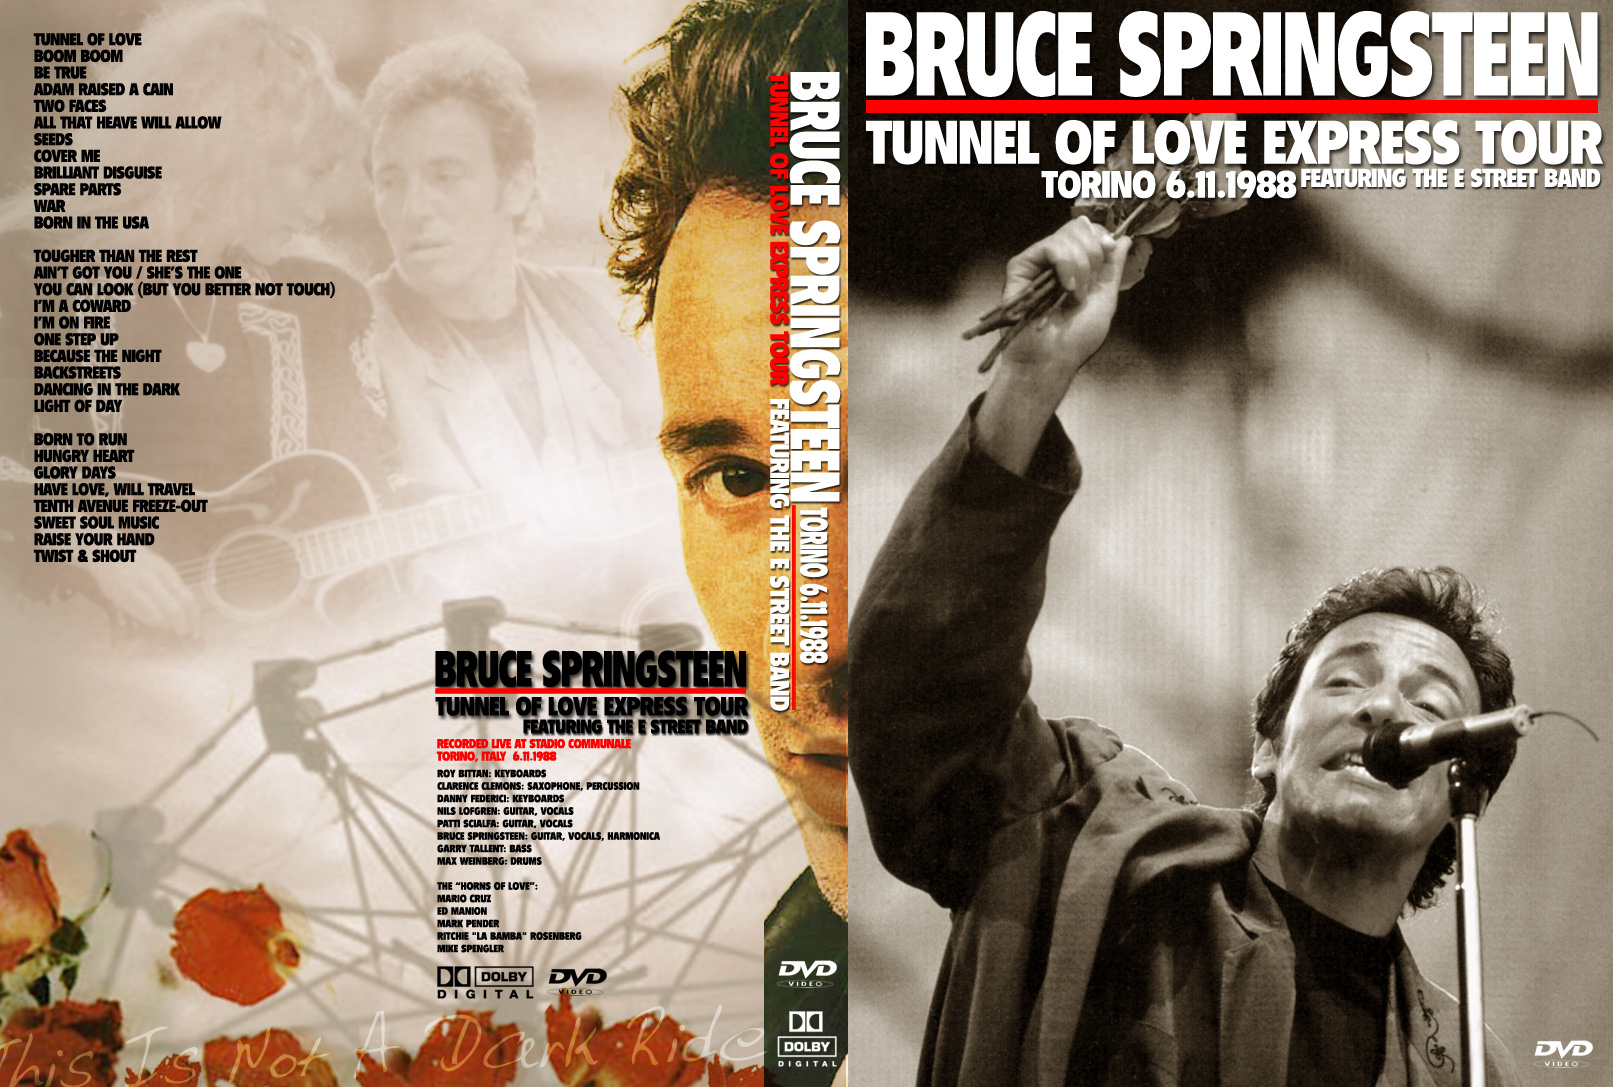 TUNNEL OF LOVE
BOOM BOOM
BE TRUE
ADAM RAISED A CAIN
TWO FACES
ALL THAT HEAVE WILL ALLOW
SEEDS
COVER ME
BRILLIANT DISGUISE
SPARE PARTS
WAR
BORN IN THE USA
TOUGHER THAN THE REST
AIN'T GOT YOU / SHE'S THE ONE
YOU CAN LOOK (BUT YOU BETTER NOT TOUCH)
I'M A COWARD
I'M ON FIRE
ONE STEP UP
BECAUSE THE NIGHT
BACKSTREETS
DANCING IN THE DARK
LIGHT OF DAY
BORN TO RUN
HUNGRY HEART
GLORY DAYS
HAVE LOVE, WILL TRAVEL
TENTH AVENUE FREEZE-OUT
SWEET SOUL MUSIC
RAISE YOUR HAND
TWIST & SHOUT
BRUCE SPRINGSTEEN
TUNNEL OF LOVE EXPRESS TOUR
FEATURING THE E STREET BAND
RECORDED LIVE AT STADIO COMMUNALE
TORINO, ITALY 6.11.1988
ROY BITTAN: KEYBOARDS
CLARENCE CLEMONS: SAXOPHONE, PERCUSSION
DANNY FEDERICI: KEYBOARDS
NILS LOFGREN: GUITAR, VOCALS
PATTI SCIALFA: GUITAR, VOCALS
BRUCE SPRINGSTEEN: GUITAR, VOCALS, HARMONICA
GARRY TALLENT: BASS
MAX WEINBERG: DRUMS
THE "HORNS OF LOVE":
MARIO CRUZ
ED MANION
MARK PENDER
RITCHIE "LA BAMBA" ROSENBERG
MIKE SPENGLER
DOLBY
DIGITAL
DVD
VIDEO
This Is Not A Dark Ride
BRUCE SPRINGSTEEN TORINO 6.11.1988
TUNNEL OF LOVE EXPRESS TOUR FEATURING THE E STREET BAND
DVD
VIDEO
DOLBY
DIGITAL
BRUCE SPRINGSTEEN
TUNNEL OF LOVE EXPRESS TOUR
TORINO 6.11.1988 FEATURING THE E STREET BAND
DVD
VIDEO